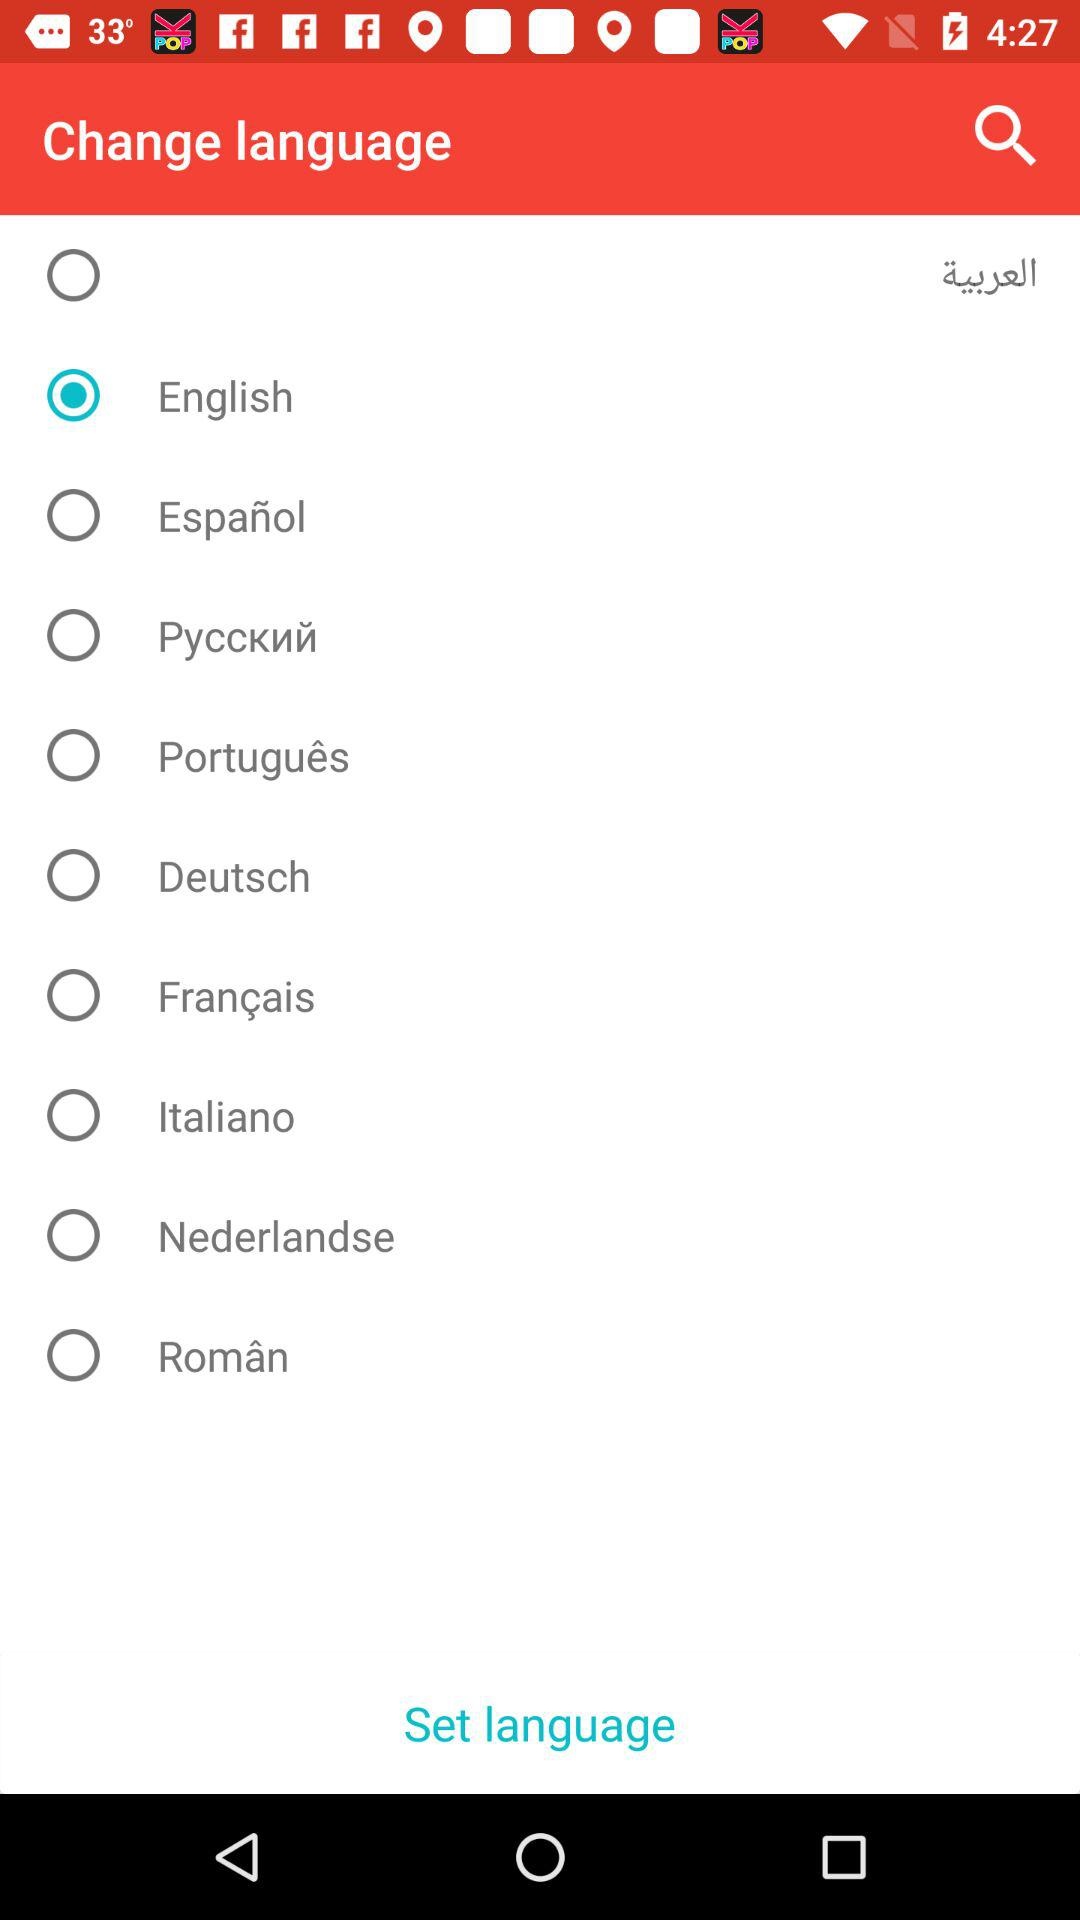 33° 4:27
Change language
العربية
English
Español
Русский
Português
Deutsch
Français
Italiano
Nederlandse
Român
Set language